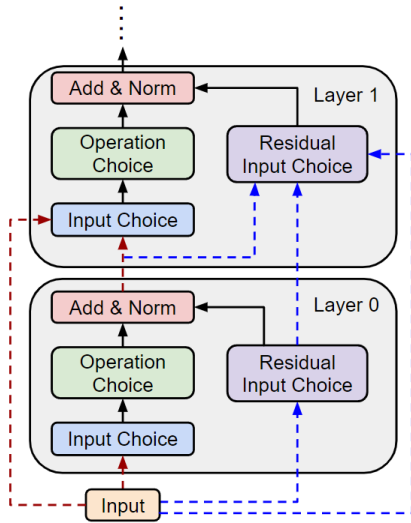 Add & Norm
Layer 1
Operation
Choice
Residual
Input Choice
Input Choice
Add & Norm
Layer 0
Operation
Choice
Residual
Input Choice
Input Choice
Input